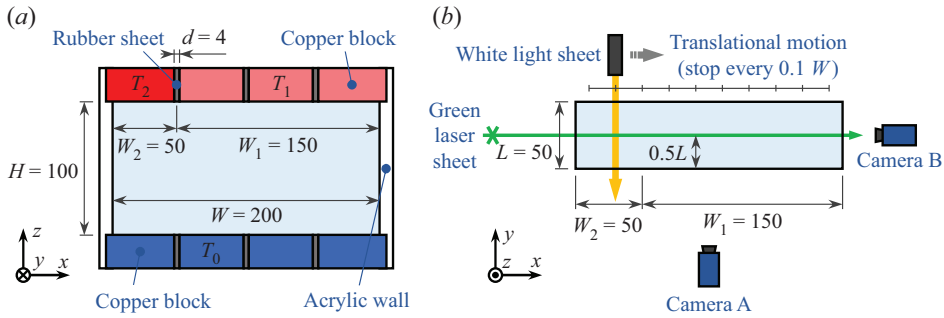 (a)
Rubber sheet
d = 4
Copper block
T2
T1
W2 = 50
W1 = 150
H = 100
W = 200
T0
z
y
x
Copper block
Acrylic wall
(b)
White light sheet
Translational motion
(stop every 0.1 W)
Green
laser
sheet
L = 50
0.5L
Camera B
W2 = 50
W1 = 150
y
z
x
Camera A